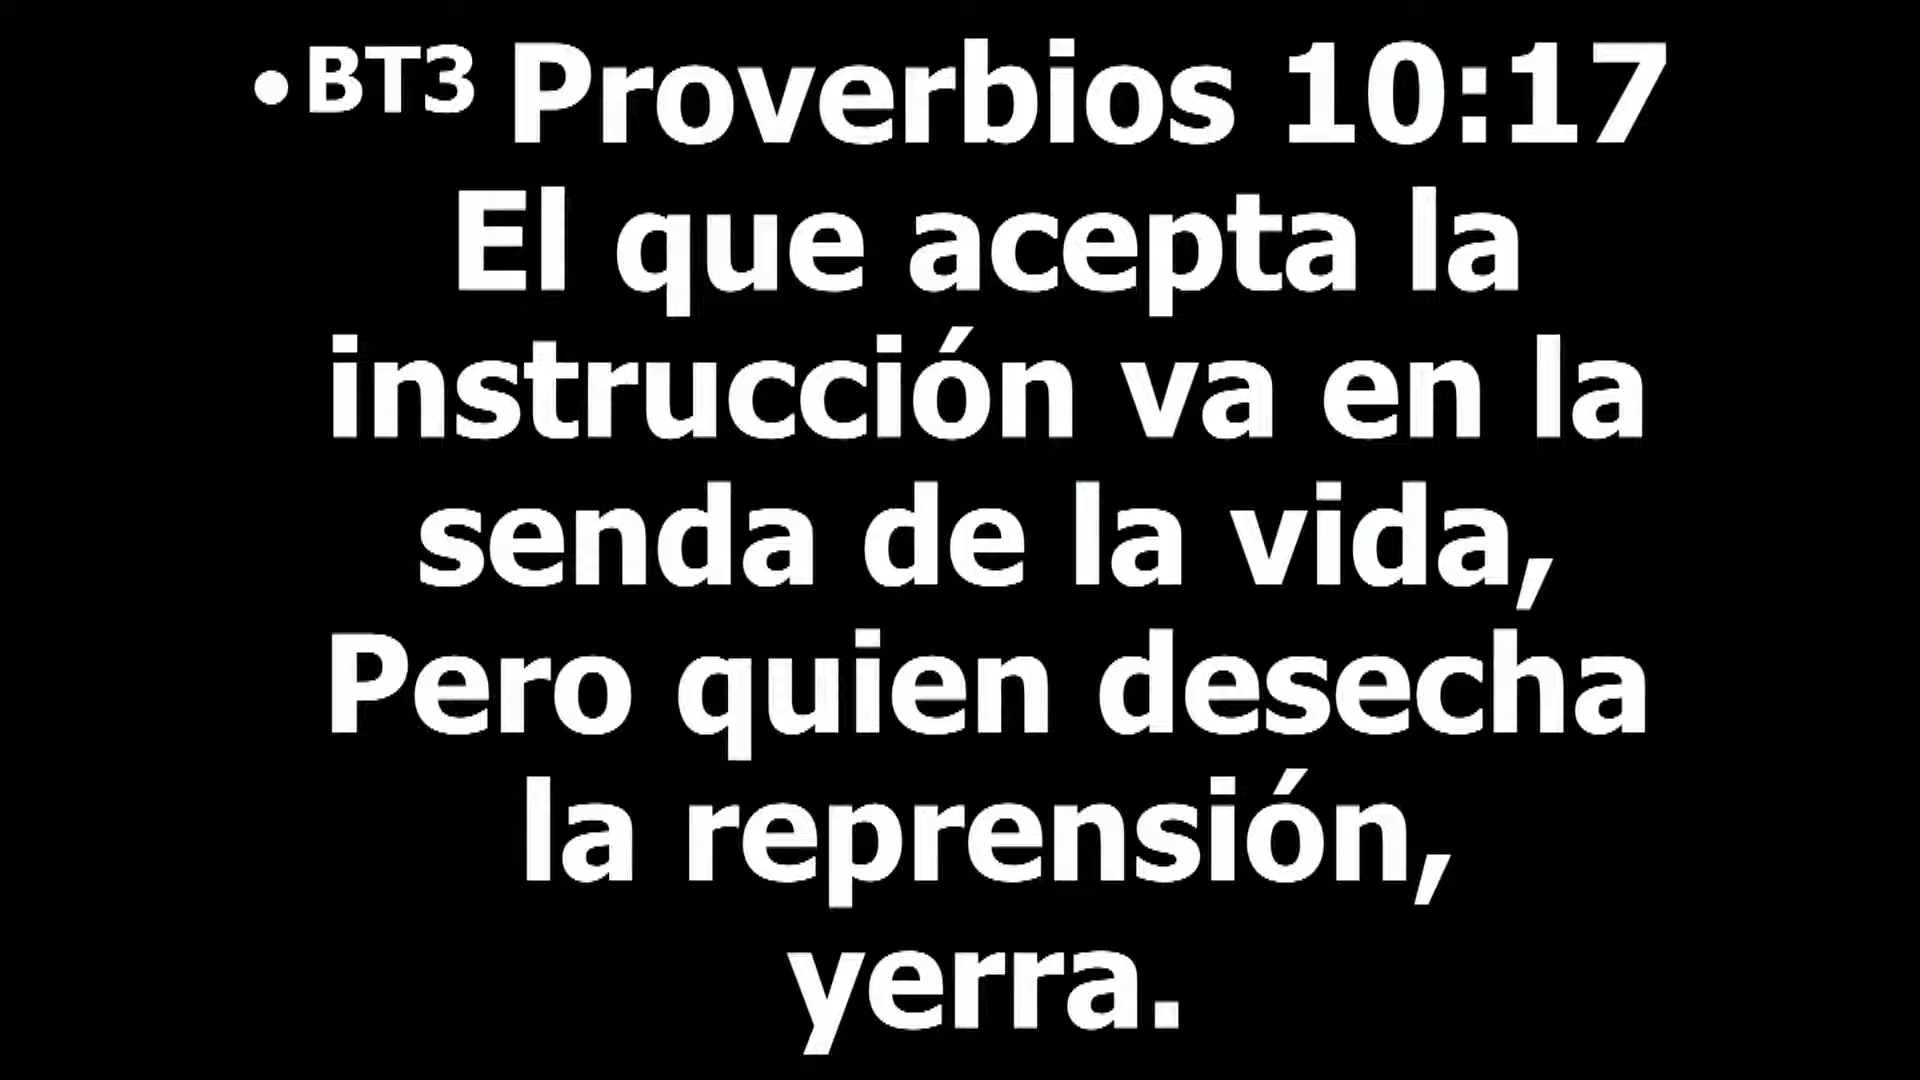 •BT3 Proverbios 10:17
El que acepta la
instrucción va en la
senda de la vida,
Pero quien desecha
la reprensión,
yerra.